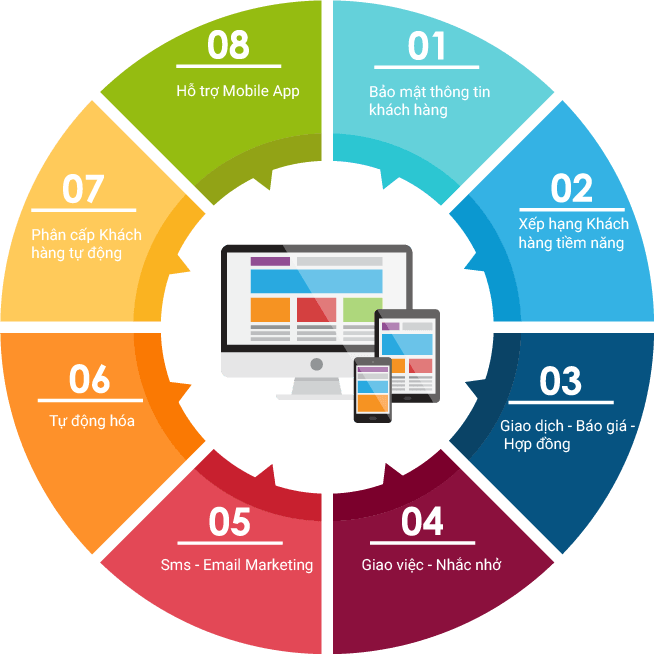 01
Bảo mật thông tin
khách hàng
02
Xếp hạng Khách
hàng tiềm năng
03
Giao dịch - Báo giá -
Hợp đồng
04
Giao việc - Nhắc nhở
05
Sms - Email Marketing
06
Tự động hóa
07
Phân cấp Khách
hàng tự động
08
Hỗ trợ Mobile App